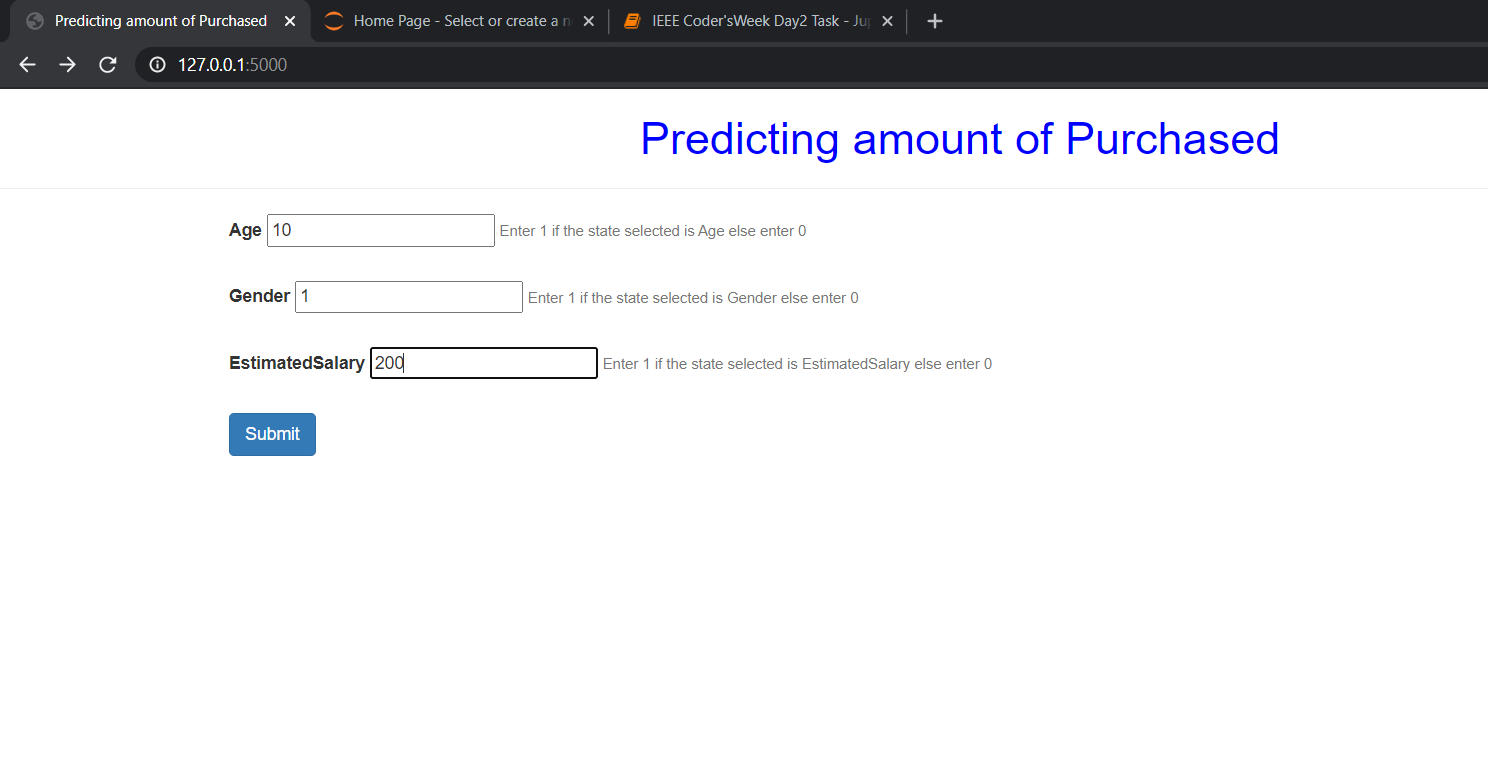 Predicting amount of Purchased
Home Page - Select or create a n
IEEE Coder'sWeek Day2 Task - Jup
127.0.0.1:5000
Predicting amount of Purchased
Age 10 Enter 1 if the state selected is Age else enter 0
Gender 1 Enter 1 if the state selected is Gender else enter 0
EstimatedSalary 200 Enter 1 if the state selected is EstimatedSalary else enter 0
Submit